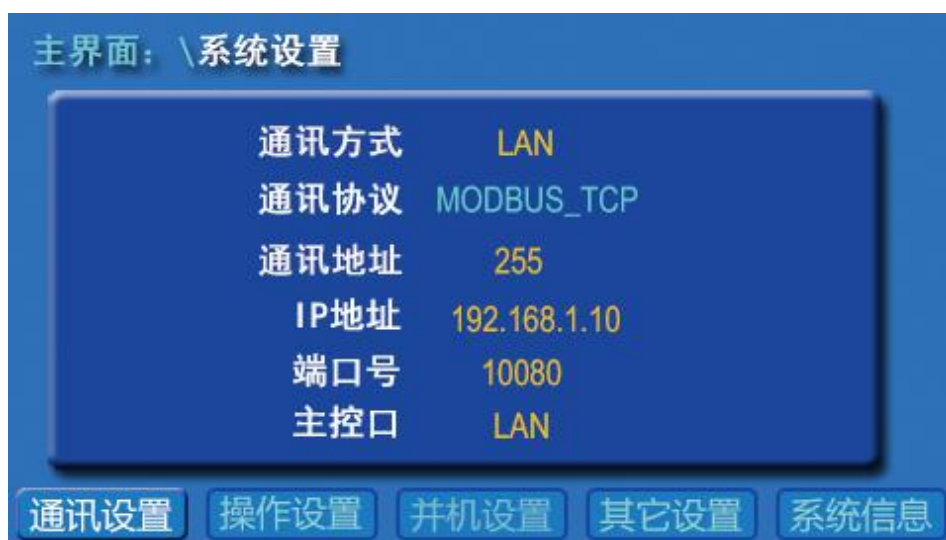 主界面：\系统设置
通讯方式 LAN
通讯协议 MODBUS_TCP
通讯地址 255
IP地址 192.168.1.10
端口号 10080
主控口 LAN
通讯设置 操作设置 并机设置 其它设置 系统信息